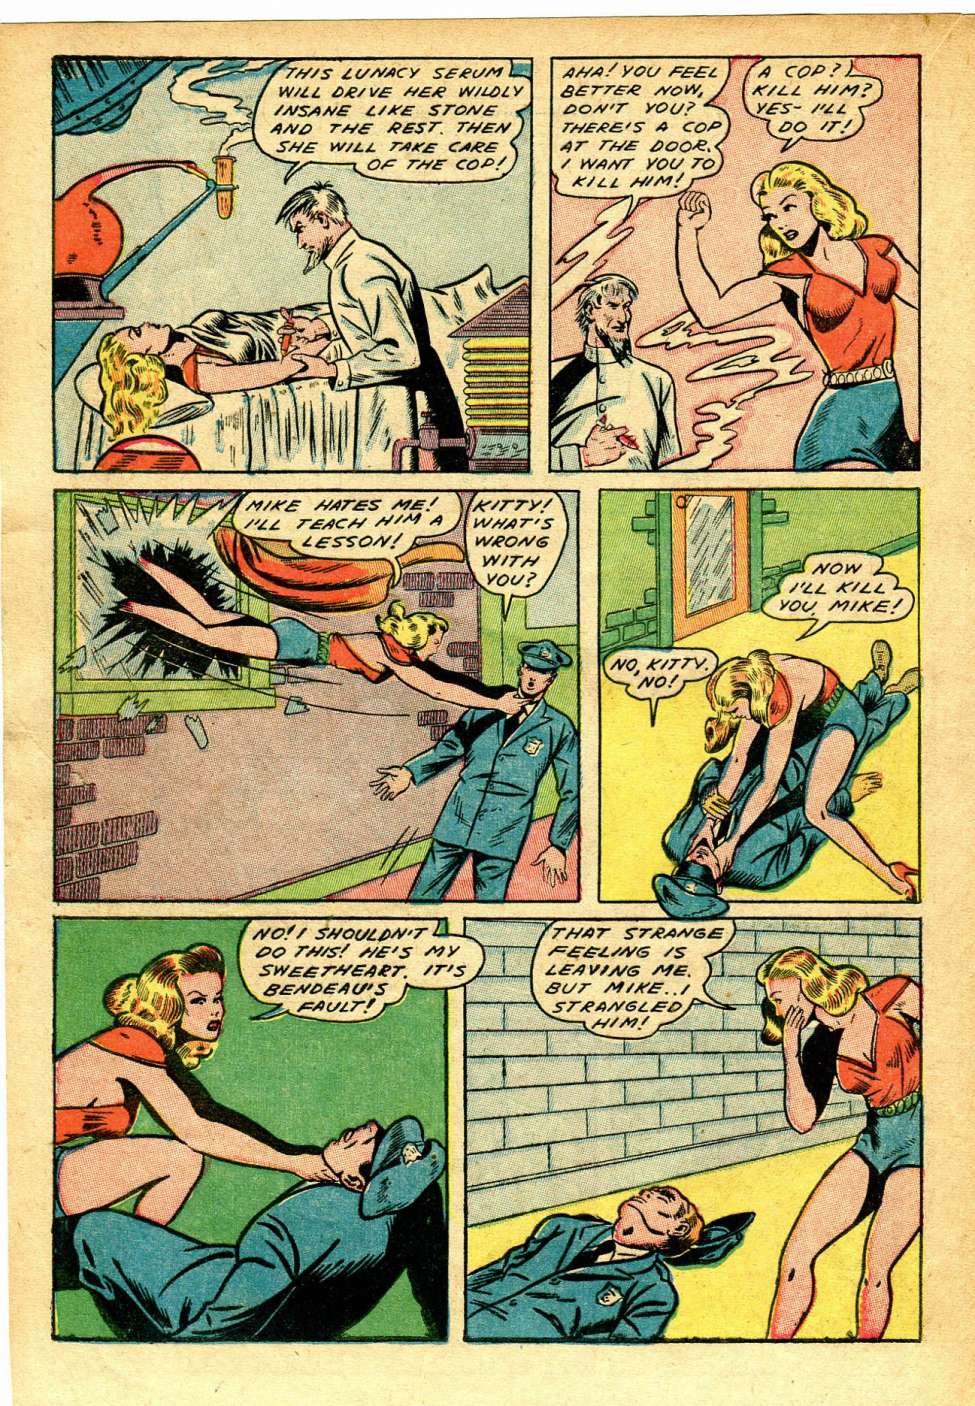 THIS LUNACY SERUM
WILL DRIVE HER WILDLY
INSANE LIKE STONE
AND THE REST. THEN
SHE WILL TAKE CARE
OF THE COP!
AHA! YOU FEEL
BETTER NOW,
DON'T YOU?
THERE'S A COP
AT THE DOOR.
I WANT YOU TO
KILL HIM!
A COP?
KILL HIM?
YES- I'LL
DO IT!
MIKE HATES ME!
I'LL TEACH HIM A
LESSON!
KITTY!
WHAT'S
WRONG
WITH
YOU?
NOW
I'LL KILL
YOU, MIKE!
NO, KITTY.
NO!
NO! I SHOULDN'T
DO THIS! HE'S MY
SWEETHEART. IT'S
BENDEAU'S
FAULT!
THAT STRANGE
FEELING IS
LEAVING ME.
BUT MIKE.. I
STRANGLED
HIM!